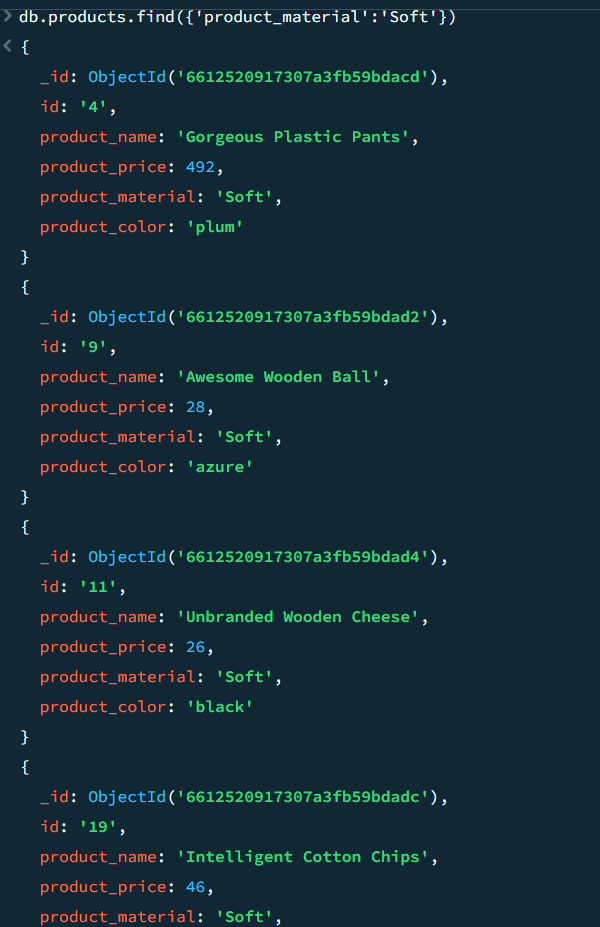 > db.products.find({'product_material':'Soft'})
< {
_id: ObjectId('6612520917307a3fb59bdacd'),
id: '4',
product_name: 'Gorgeous Plastic Pants',
product_price: 492,
product_material: 'Soft',
product_color: 'plum'
}
{
_id: ObjectId('6612520917307a3fb59bdad2'),
id: '9',
product_name: 'Awesome Wooden Ball',
product_price: 28,
product_material: 'Soft',
product_color: 'azure'
}
{
_id: ObjectId('6612520917307a3fb59bdad4'),
id: '11',
product_name: 'Unbranded Wooden Cheese',
product_price: 26,
product_material: 'Soft',
product_color: 'black'
}
{
_id: ObjectId('6612520917307a3fb59bdadc'),
id: '19',
product_name: 'Intelligent Cotton Chips',
product_price: 46,
product_material: 'Soft',